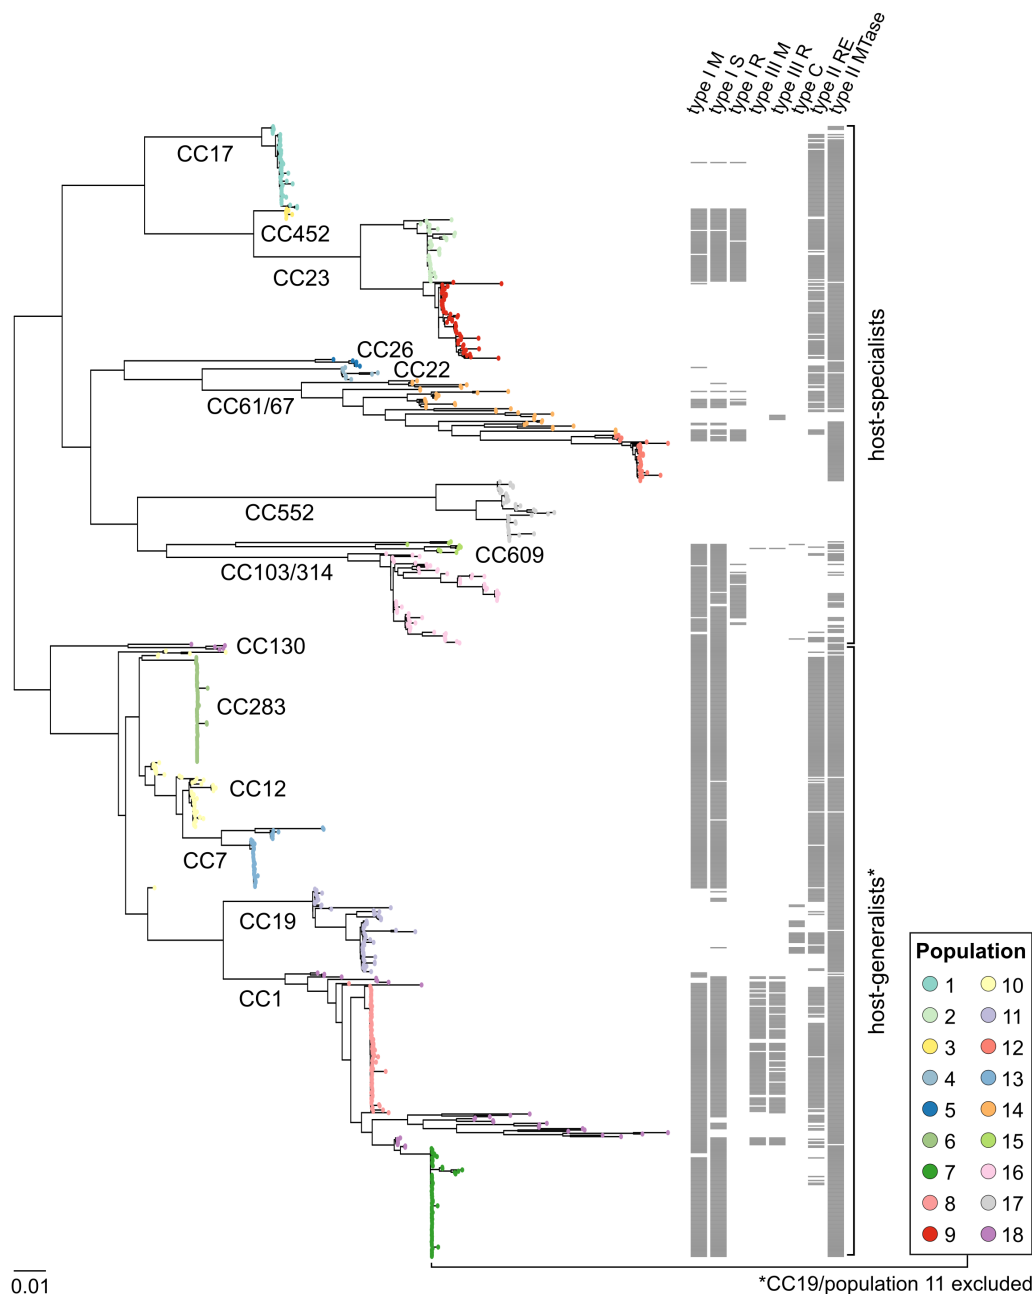 type I M
type I S
type I R
type III M
type III R
type C
type II RE
type II MTase
CC17
CC452
CC23
CC26
CC22
CC61/67
CC552
CC609
CC103/314
CC130
CC283
CC12
CC7
CC19
CC1
host-specialists
host-generalists*
Population
1 10
2 11
3 12
4 13
5 14
6 15
7 16
8 17
9 18
0.01
*CC19/population 11 excluded